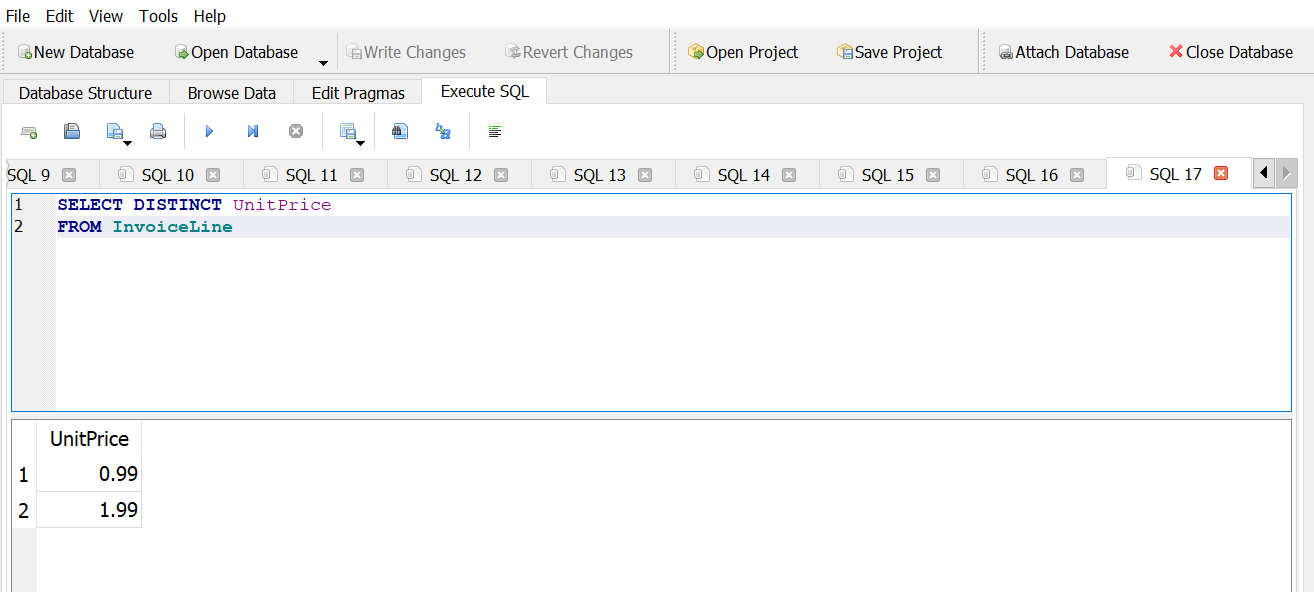 File Edit View Tools Help
New Database Open Database Write Changes Revert Changes Open Project Save Project Attach Database Close Database
Database Structure Browse Data Edit Pragmas Execute SQL
SQL 9 SQL 10 SQL 11 SQL 12 SQL 13 SQL 14 SQL 15 SQL 16 SQL 17
1 SELECT DISTINCT UnitPrice
2 FROM InvoiceLine
UnitPrice
1 0.99
2 1.99